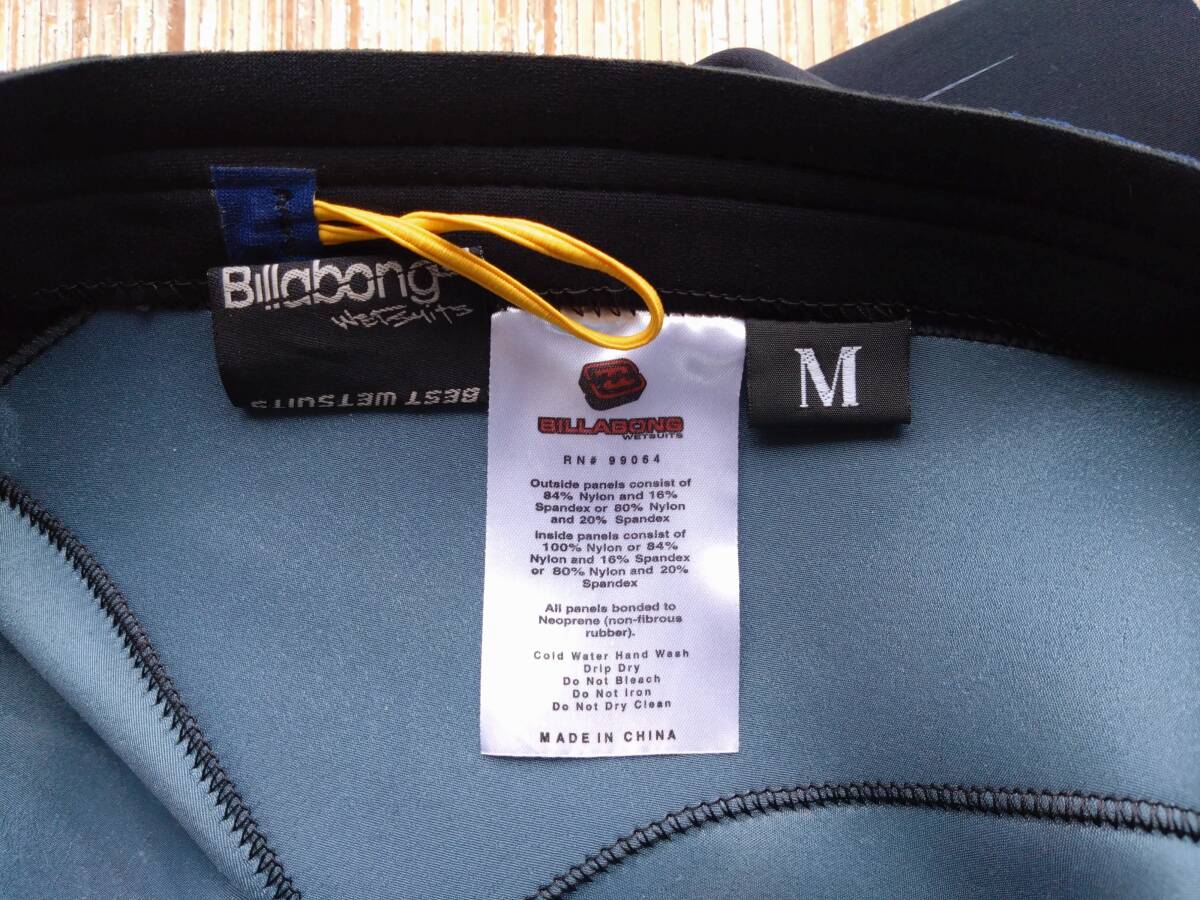 Billabong
Wetsuits
BEST WETSUITS
M
BILLABONG
WETSUITS
RN# 99064
Outside panels consist of
84% Nylon and 16%
Spandex or 80% Nylon
and 20% Spandex
Inside panels consist of
100% Nylon or 84%
Nylon and 16% Spandex
or 80% Nylon and 20%
Spandex
All panels bonded to
Neoprene (non-fibrous
rubber).
Cold Water Hand Wash
Drip Dry
Do Not Bleach
Do Not Iron
Do Not Dry Clean
MADE IN CHINA